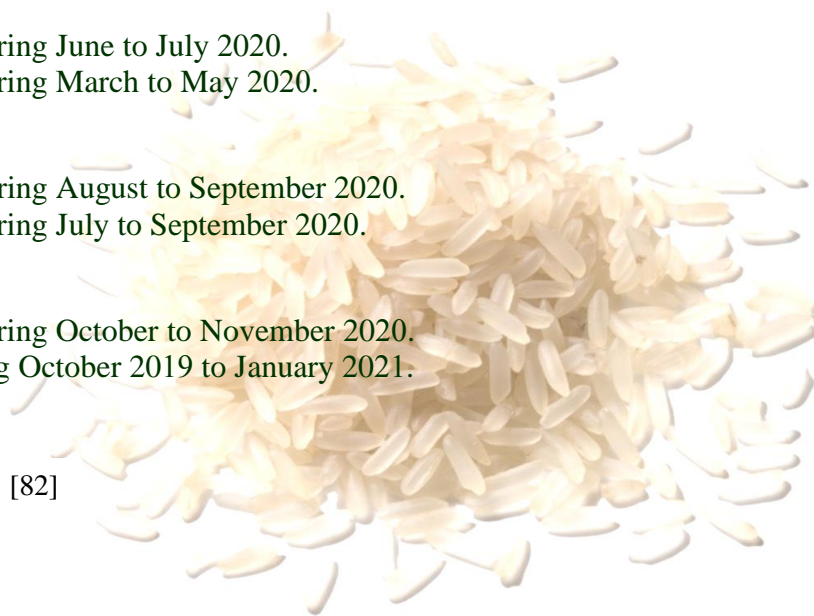 ring June to July 2020.
ring March to May 2020.
ring August to September 2020.
ring July to September 2020.
ring October to November 2020.
g October 2019 to January 2021.
[82]